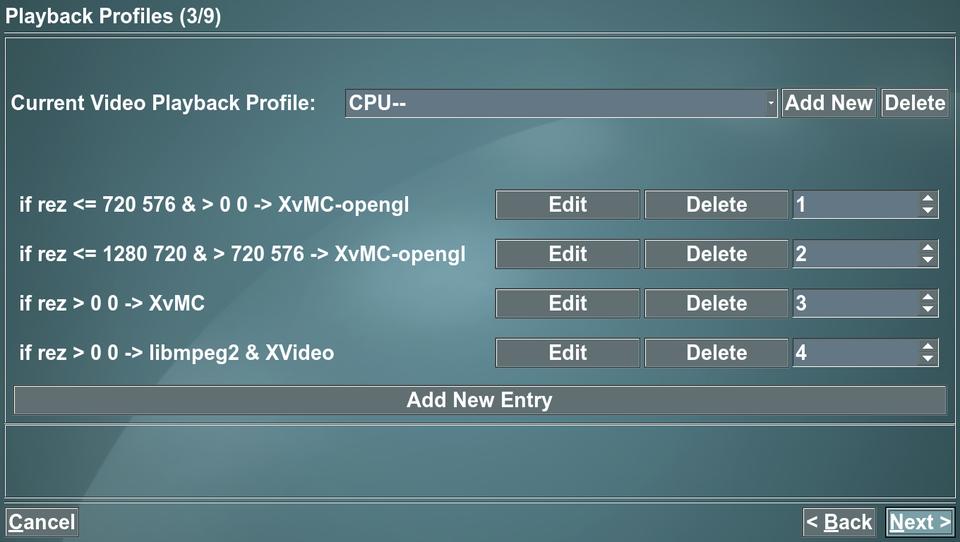 Playback Profiles (3/9)
Current Video Playback Profile: CPU-- Add New Delete
if rez <= 720 576 & > 0 0 -> XvMC-opengl Edit Delete 1
if rez <= 1280 720 & > 720 576 -> XvMC-opengl Edit Delete 2
if rez > 0 0 -> XvMC Edit Delete 3
if rez > 0 0 -> libmpeg2 & XVideo Edit Delete 4
Add New Entry
Cancel < Back Next >